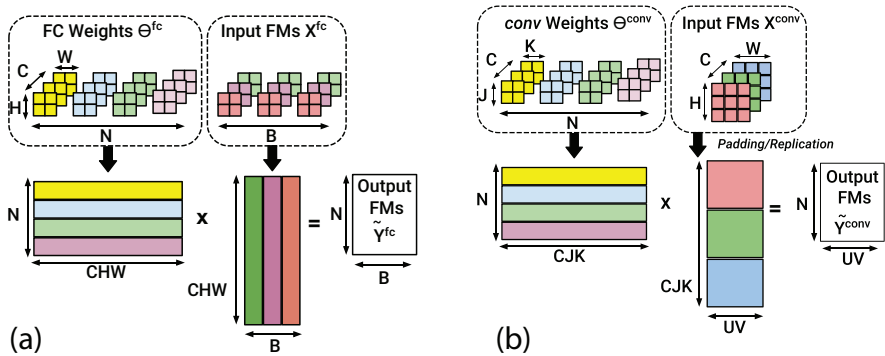 FC Weights Θ^fc
Input FMs X^fc
W
C
H
N
B
N
CHW
x
CHW
B
=
N
Output
FMs
Ỹ^fc
B
(a)
conv Weights Θ^conv
Input FMs X^conv
K
C
J
N
W
C
H
Padding/Replication
N
CJK
x
CJK
UV
=
N
Output
FMs
Ỹ^conv
UV
(b)